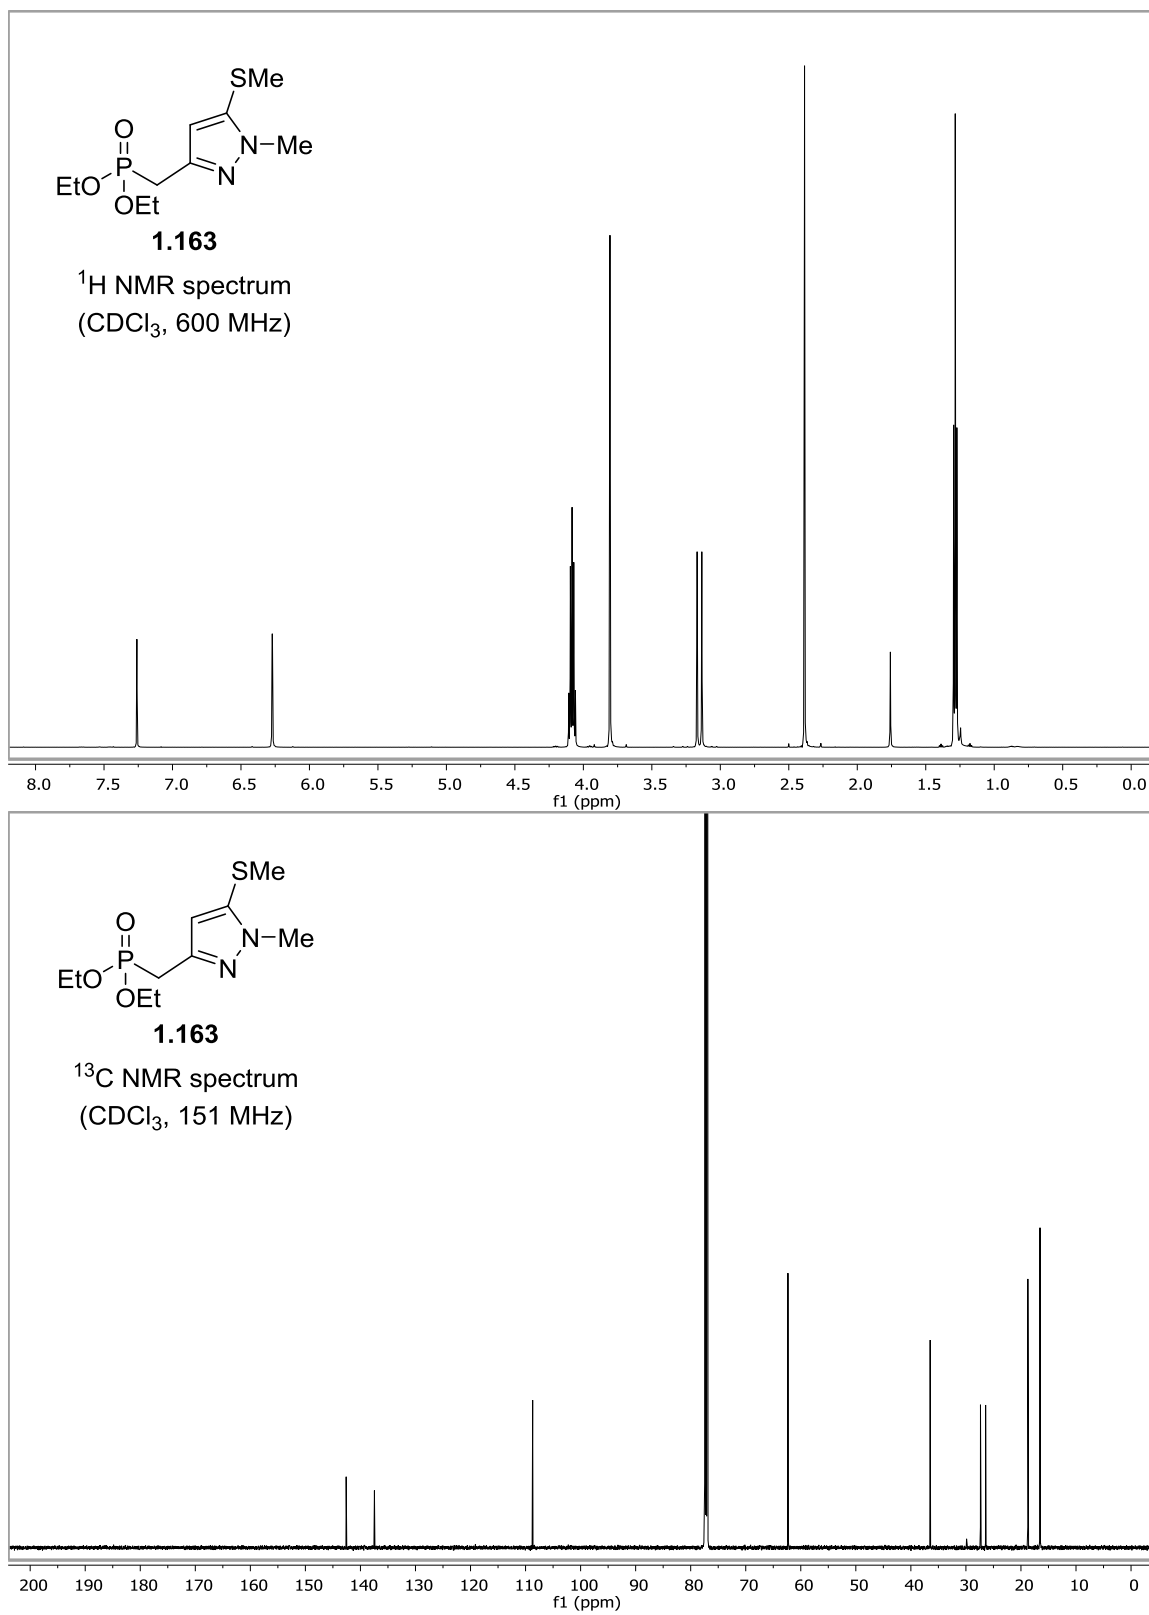 SMe
O
P
N
Me
N
EtO
OEt
1.163
1H NMR spectrum
(CDCl3, 600 MHz)
8.0 7.5 7.0 6.5 6.0 5.5 5.0 4.5 4.0 3.5 3.0 2.5 2.0 1.5 1.0 0.5 0.0
f1 (ppm)
SMe
O
P
N
Me
N
EtO
OEt
1.163
13C NMR spectrum
(CDCl3, 151 MHz)
200 190 180 170 160 150 140 130 120 110 100 90 80 70 60 50 40 30 20 10 0
f1 (ppm)